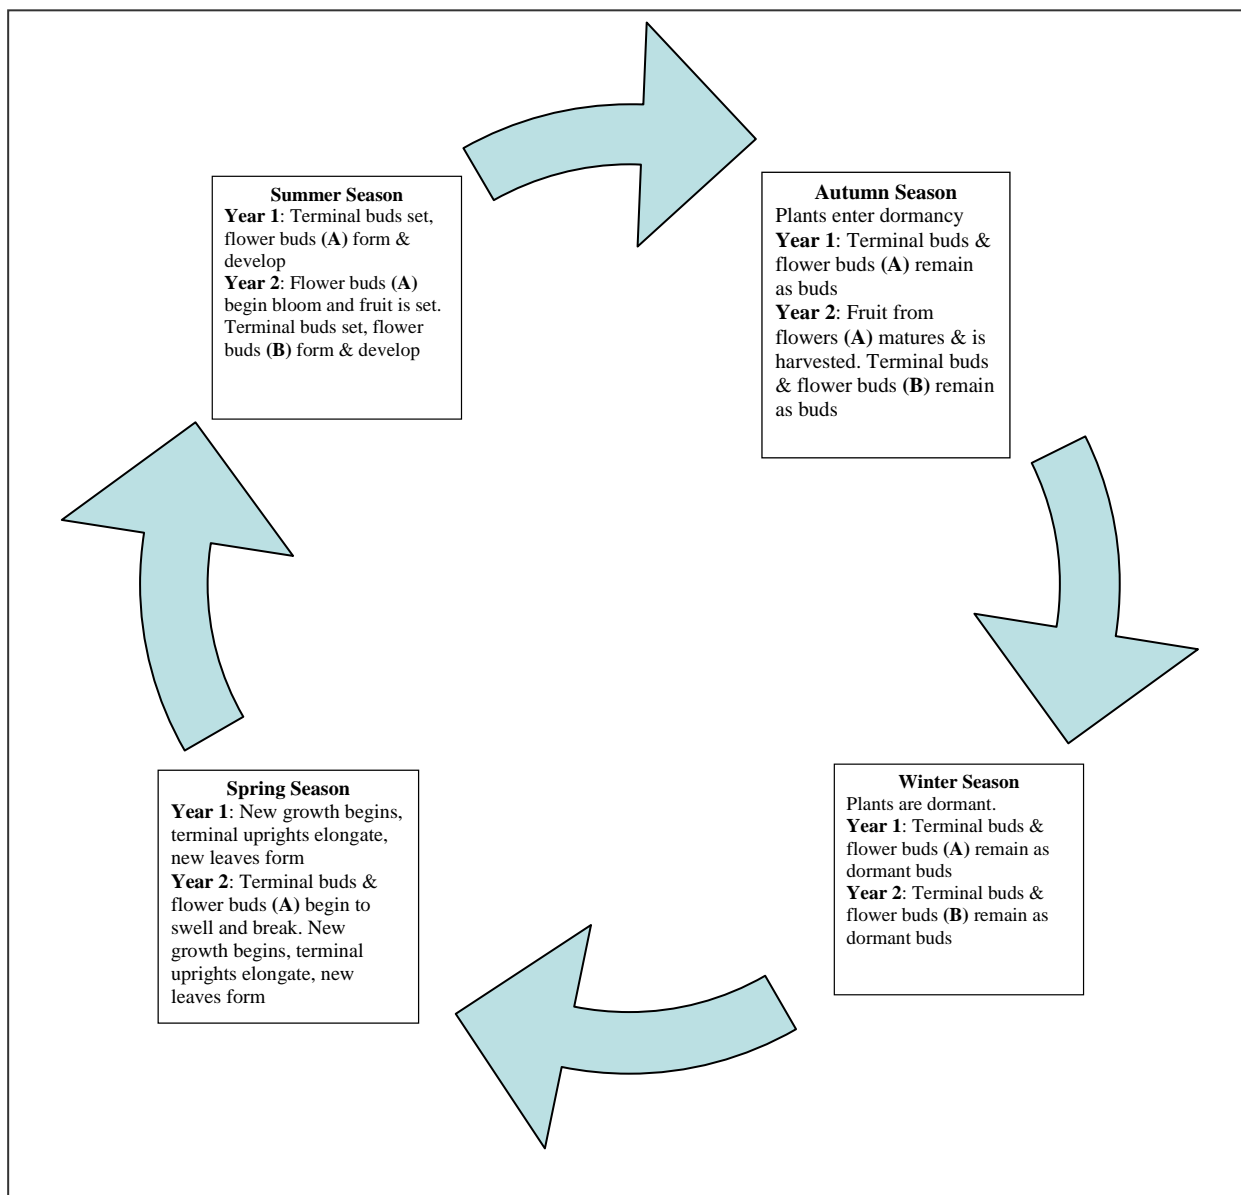 Summer Season
Year 1: Terminal buds set,
flower buds (A) form &
develop
Year 2: Flower buds (A)
begin bloom and fruit is set.
Terminal buds set, flower
buds (B) form & develop
Autumn Season
Plants enter dormancy
Year 1: Terminal buds &
flower buds (A) remain
as buds
Year 2: Fruit from
flowers (A) matures & is
harvested. Terminal buds
& flower buds (B) remain
as buds
Winter Season
Plants are dormant.
Year 1: Terminal buds &
flower buds (A) remain as
dormant buds
Year 2: Terminal buds &
flower buds (B) remain as
dormant buds
Spring Season
Year 1: New growth begins,
terminal uprights elongate,
new leaves form
Year 2: Terminal buds &
flower buds (A) begin to
swell and break. New
growth begins, terminal
uprights elongate, new
leaves form